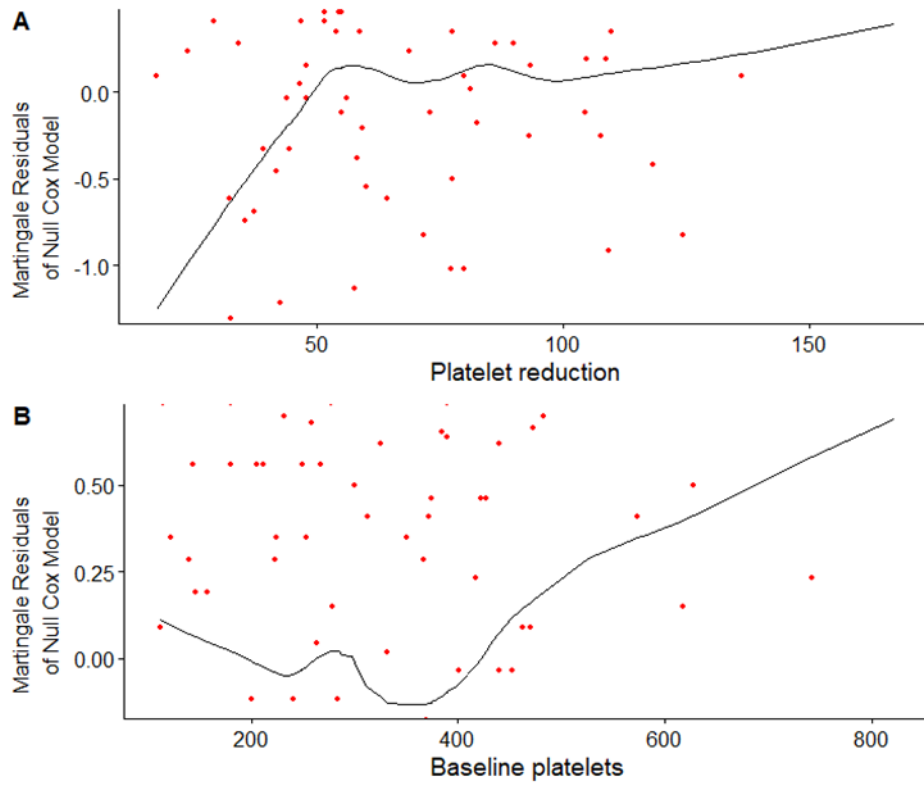 A
Martingale Residuals
of Null Cox Model
0.0
-0.5
-1.0
50
100
150
Platelet reduction
B
Martingale Residuals
of Null Cox Model
0.50
0.25
0.00
200
400
600
800
Baseline platelets